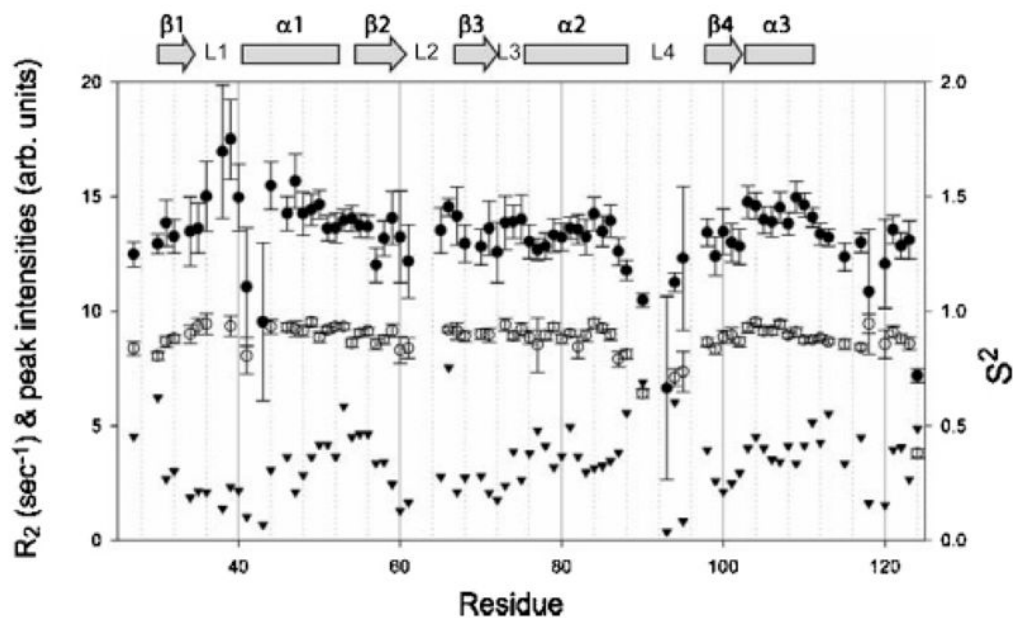 β1 α1 β2 β3 α2 β4 α3
L1 L2 L3 L4
R₂ (sec⁻¹) & peak intensities (arb. units)
20 2.0
15 1.5
10 1.0
5 0.5
0 0.0
S²
40 60 80 100 120
Residue